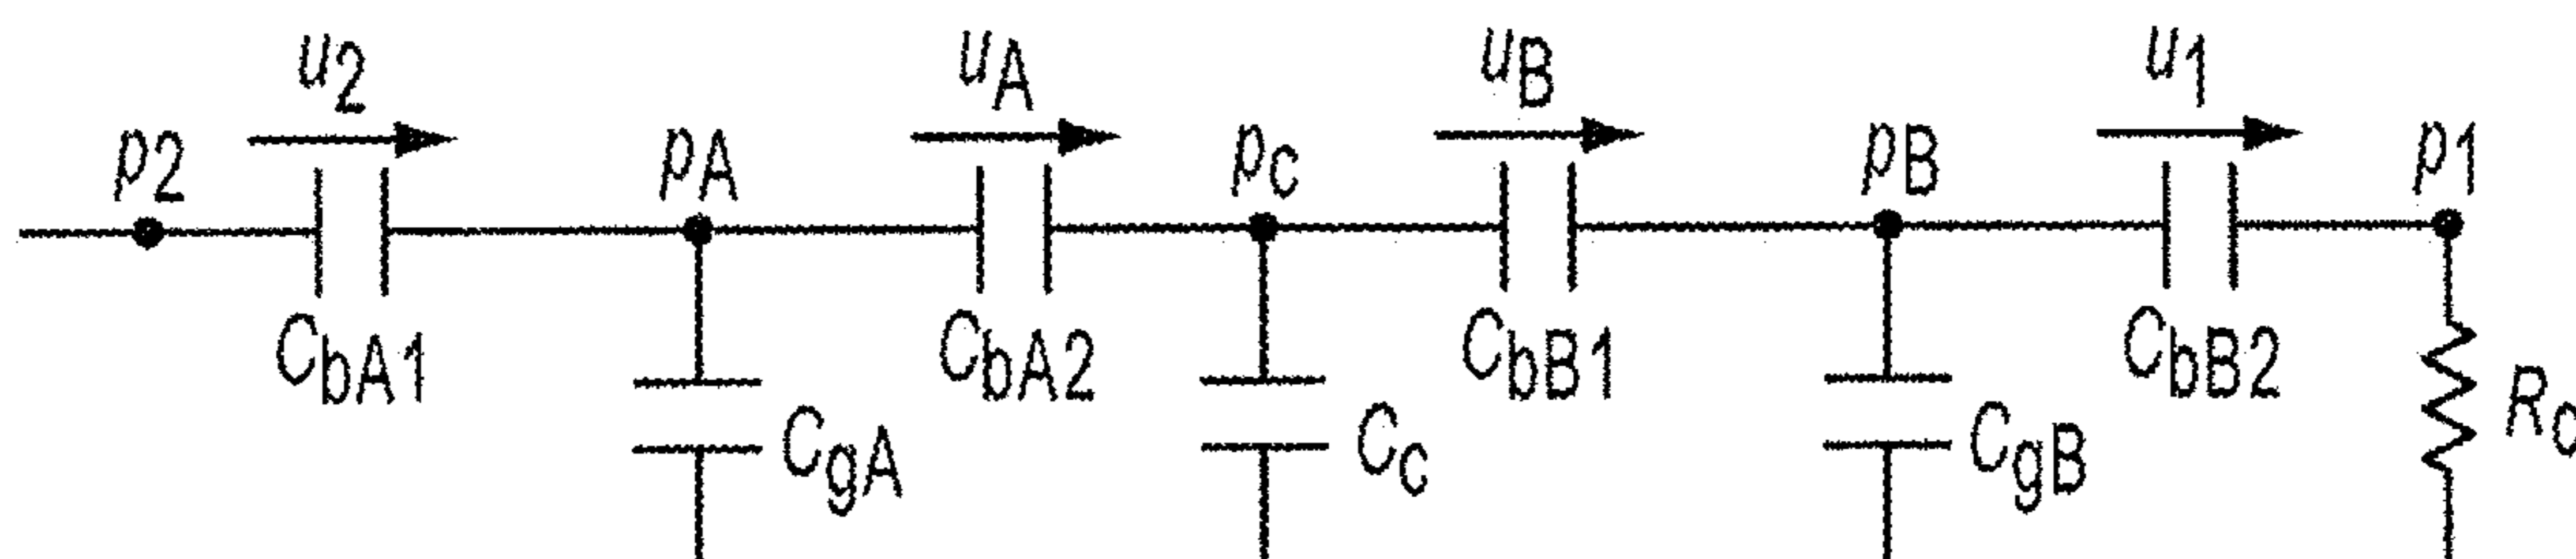 u2 uA uB u1
p2 pA pc pB p1
CbA1 CbA2 CbB1 CbB2
CgA Cc CgB